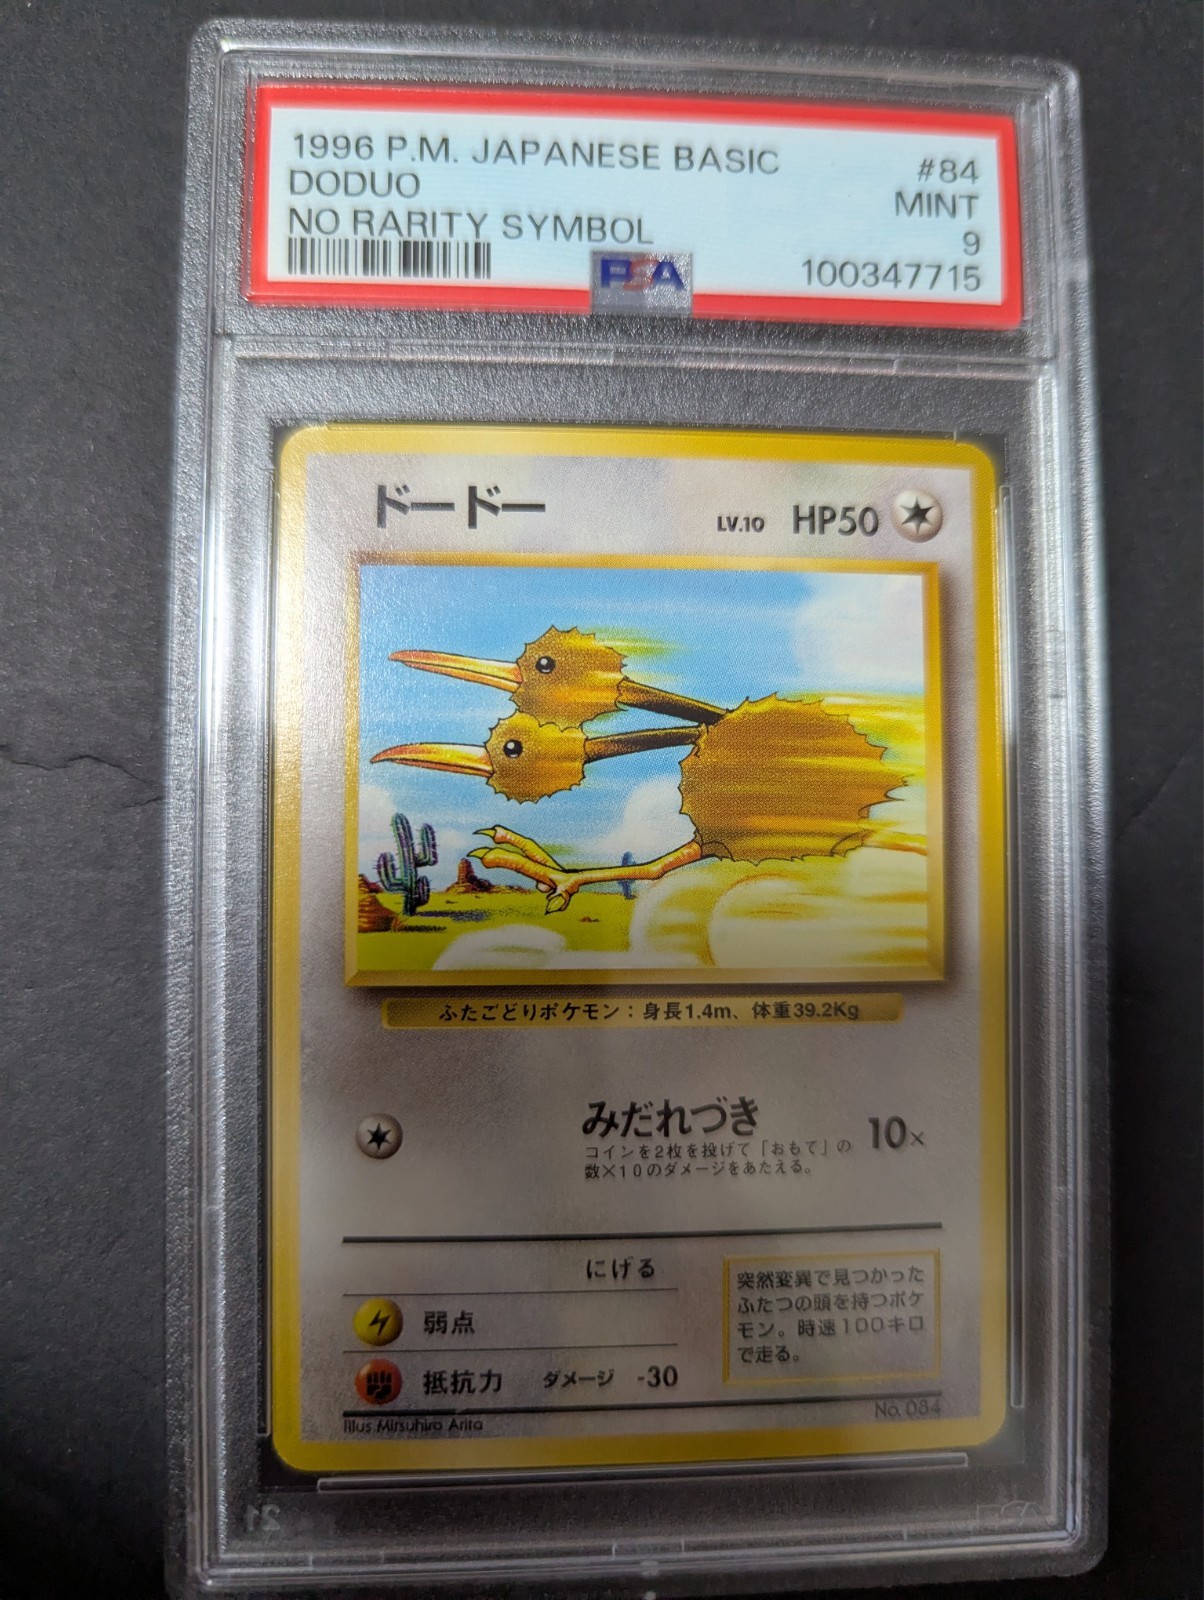 1996 P.M. JAPANESE BASIC #84
DODUO MINT
NO RARITY SYMBOL 9
PSA 100347715
ドードー LV.10 HP50
ふたごどりポケモン：身長1.4m、体重39.2Kg
みだれづき 10×
コインを2枚を投げて「おもて」の
数×10のダメージをあたえる。
にげる
弱点
抵抗力 ダメージ -30
突然変異で見つかった
ふたつの頭を持つポケ
モン。時速100キロ
で走る。
Illus. Mitsuhiro Arita No. 084